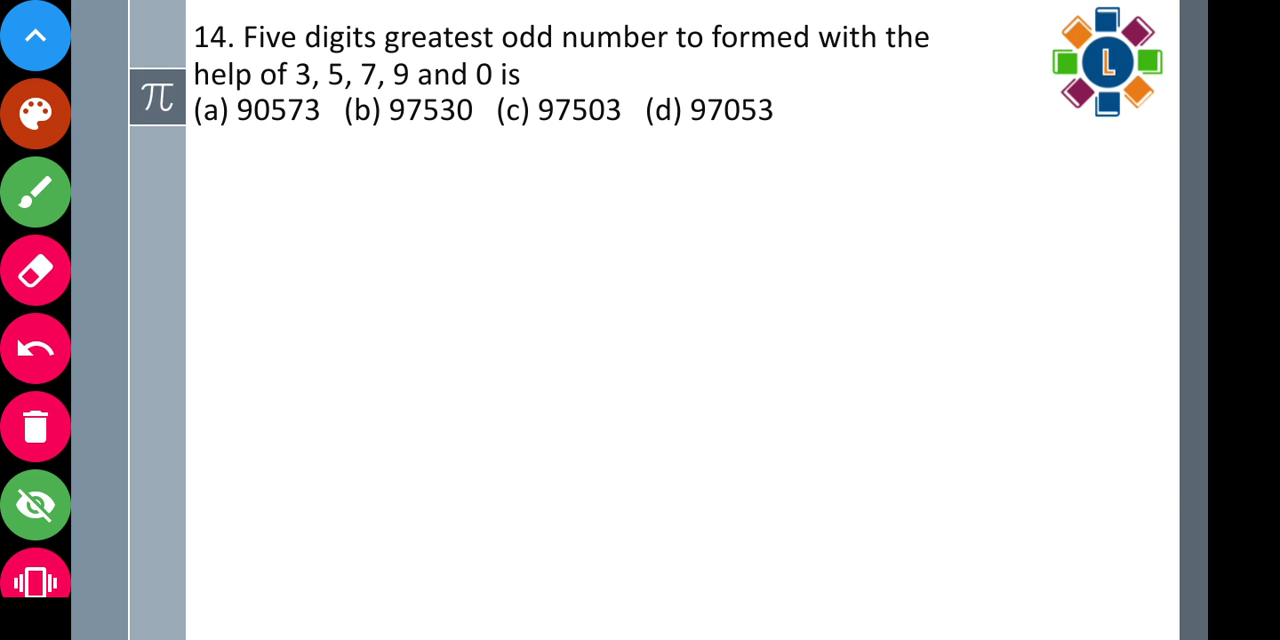 14. Five digits greatest odd number to formed with the
help of 3, 5, 7, 9 and 0 is
π
(a) 90573 (b) 97530 (c) 97503 (d) 97053
L